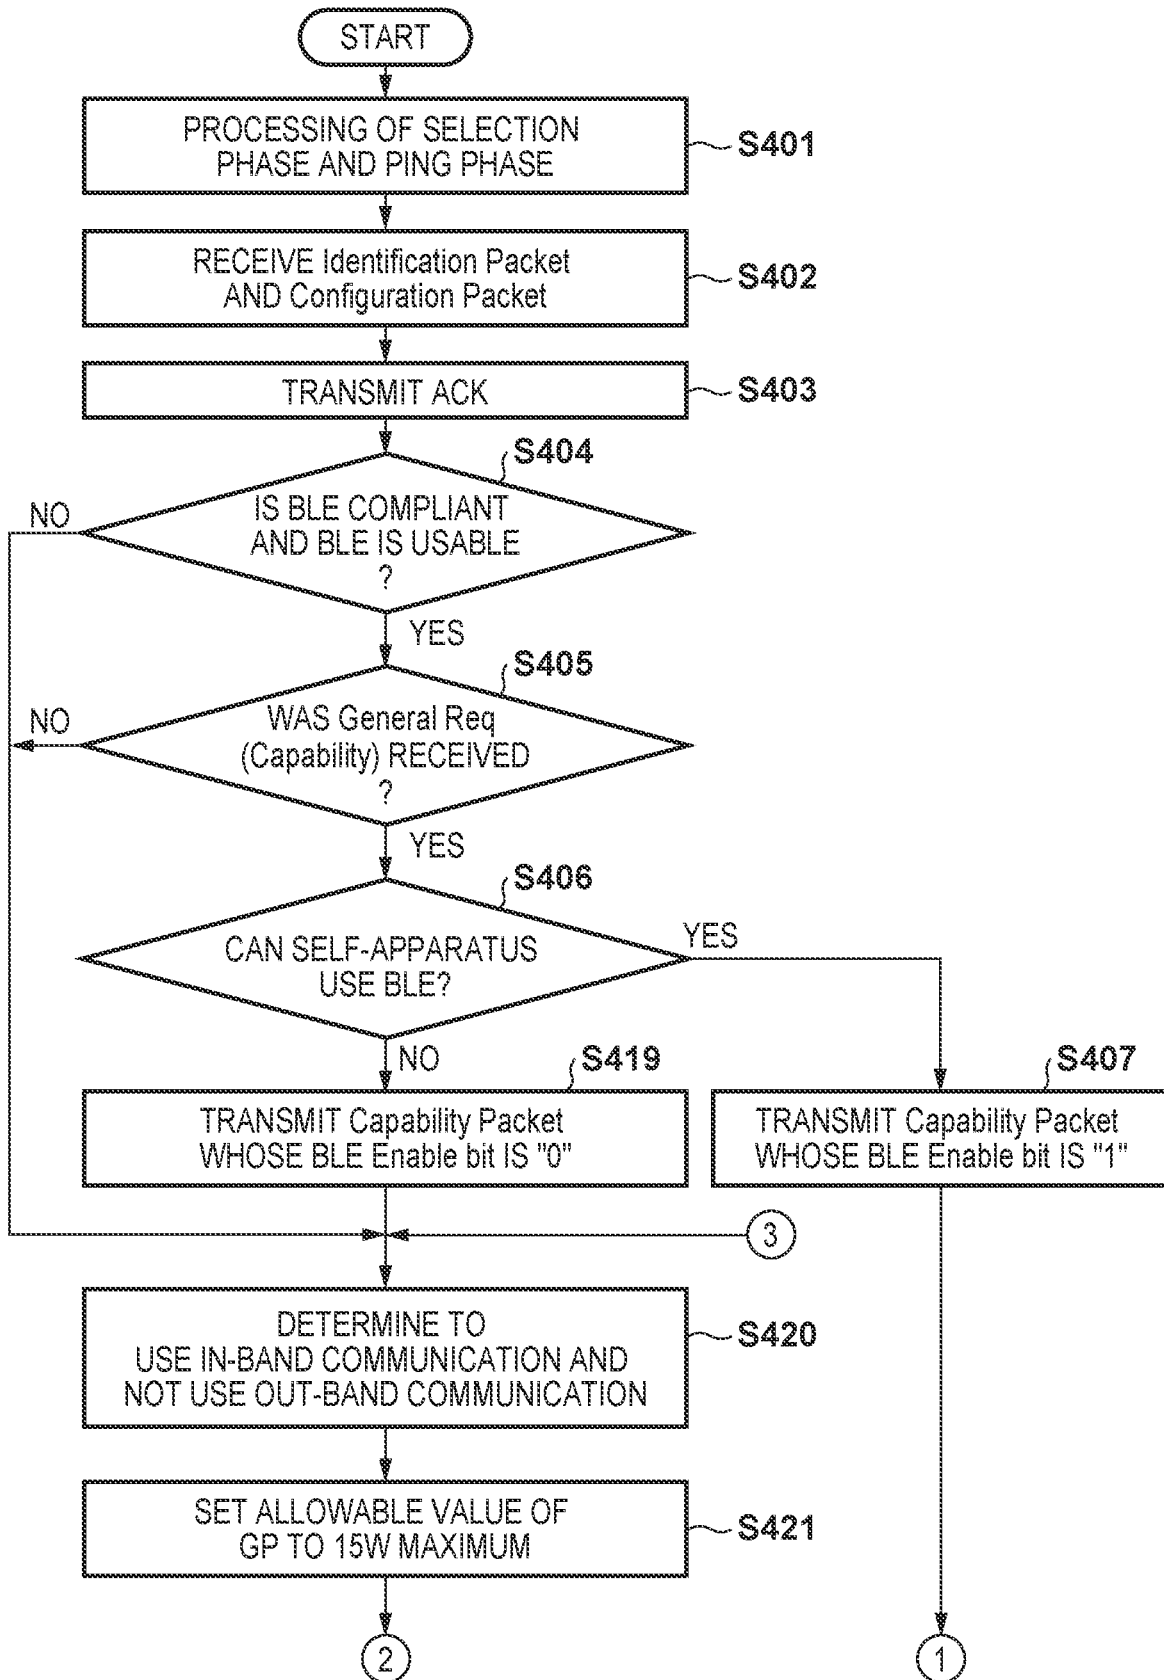 START
PROCESSING OF SELECTION
PHASE AND PING PHASE
S401
RECEIVE Identification Packet
AND Configuration Packet
S402
TRANSMIT ACK
S403
S404
IS BLE COMPLIANT
AND BLE IS USABLE
?
NO
YES
S405
WAS General Req
(Capability) RECEIVED
?
NO
YES
S406
CAN SELF-APPARATUS
USE BLE?
YES
NO
S419
TRANSMIT Capability Packet
WHOSE BLE Enable bit IS "0"
S407
TRANSMIT Capability Packet
WHOSE BLE Enable bit IS "1"
3
DETERMINE TO
USE IN-BAND COMMUNICATION AND
NOT USE OUT-BAND COMMUNICATION
S420
SET ALLOWABLE VALUE OF
GP TO 15W MAXIMUM
S421
2
1